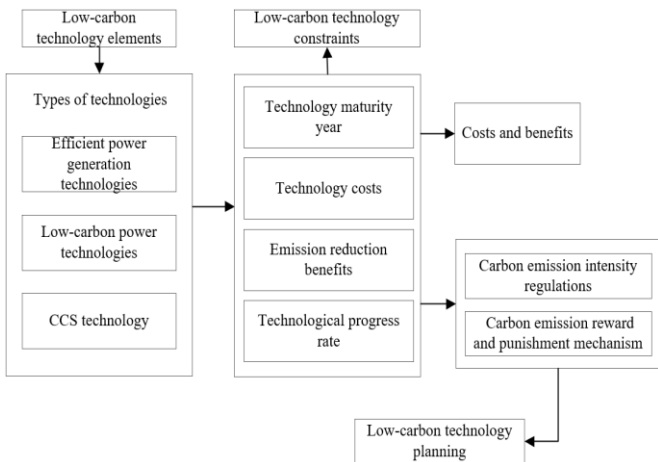 Low-carbon
technology elements
Types of technologies
Efficient power
generation
technologies
Low-carbon power
technologies
CCS technology
Low-carbon technology
constraints
Technology maturity
year
Technology costs
Emission reduction
benefits
Technological progress
rate
Costs and benefits
Carbon emission intensity
regulations
Carbon emission reward
and punishment mechanism
Low-carbon technology
planning